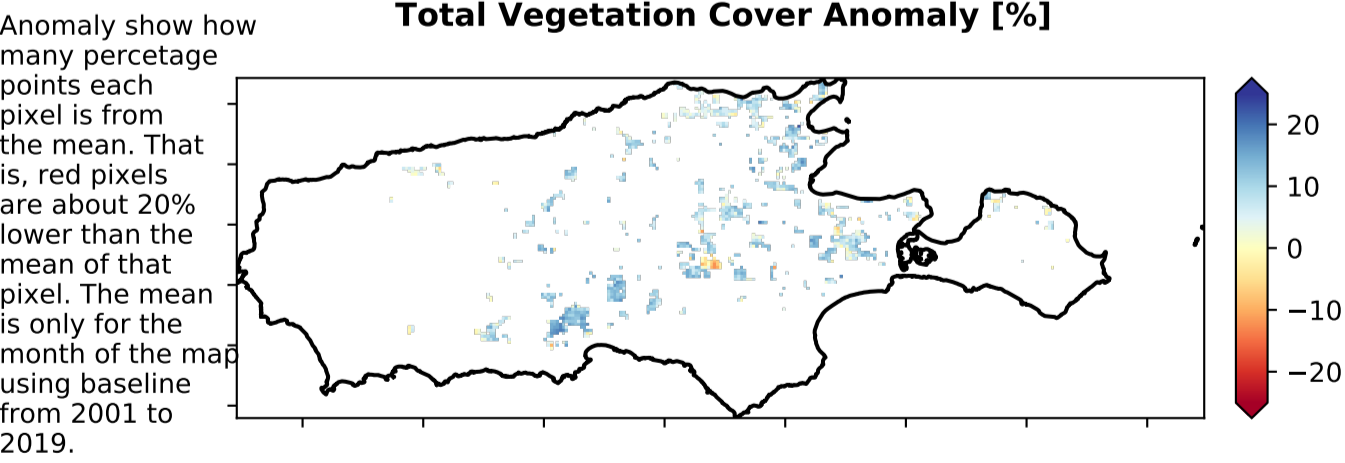 Total Vegetation Cover Anomaly [%]
Anomaly show how
many percetage
points each
pixel is from
the mean. That
is, red pixels
are about 20%
lower than the
mean of that
pixel. The mean
is only for the
month of the map
using baseline
from 2001 to
2019.
20
10
0
−10
−20